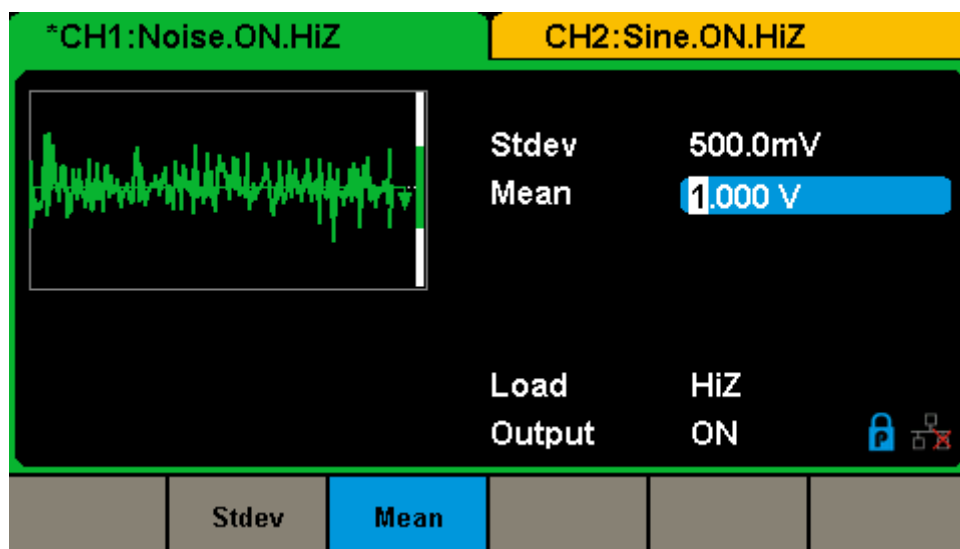 *CH1:Noise.ON.HiZ
CH2:Sine.ON.HiZ
Stdev 500.0mV
Mean 1.000 V
Load HiZ
Output ON
P
Stdev Mean